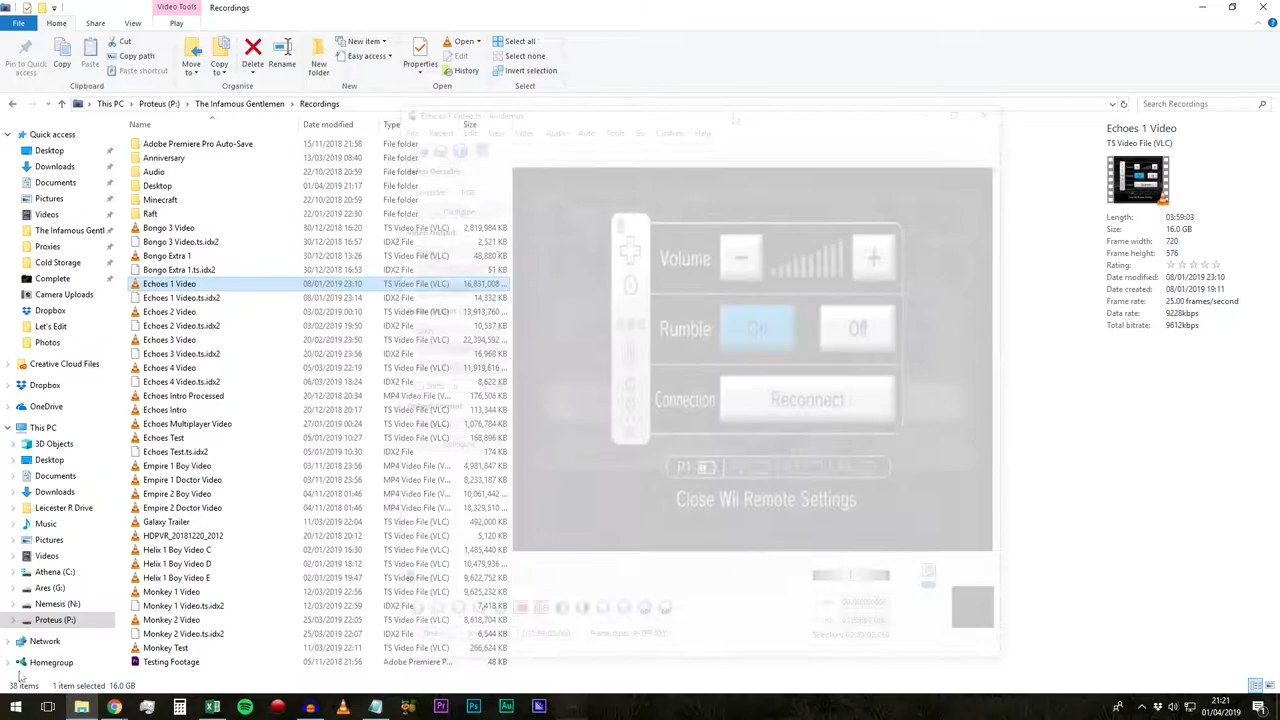 Video Tools Recordings
File Home Share View Play
Pin to Quick access Copy Paste Cut Copy path Paste shortcut Move to Copy to Delete Rename New folder New item Easy access Properties Open Edit History Select all Select none Invert selection
Clipboard Organise New Open Select
This PC Proteus (P:) The Infamous Gentlemen Recordings Search Recordings
Name Date modified Type Size
Quick access
Desktop
Downloads
Documents
Pictures
Videos
The Infamous Gentl
Proxies
Cold Storage
Complete
Camera Uploads
Dropbox
Let's Edit
Photos
Creative Cloud Files
Dropbox
OneDrive
This PC
3D Objects
Desktop
Documents
Downloads
Leicester R Drive
Music
Pictures
Videos
Athena (C:)
Ares (G:)
Nemesis (N:)
Proteus (P:)
Network
Homegroup
Adobe Premiere Pro Auto-Save 15/11/2018 21:58 File folder
Anniversary 13/03/2019 08:40 File folder
Audio 22/10/2018 20:59 File folder
Desktop 01/04/2019 21:17 File folder
Minecraft 22/10/2018 20:59 File folder
Raft 22/01/2019 22:30 File folder
Bongo 3 Video 30/12/2018 16:20 TS Video File (VLC) 2,819,984 KB
Bongo 3 Video.ts.idx2 30/12/2018 16:57 IDX2 File 2,521 KB
Bongo Extra 1 30/12/2018 16:23 TS Video File (VLC) 48,880 KB
Bongo Extra 1.ts.idx2 30/12/2018 16:53 IDX2 File 51 KB
Echoes 1 Video 08/01/2019 23:10 TS Video File (VLC) 16,831,008 ...
Echoes 1 Video.ts.idx2 08/01/2019 23:14 IDX2 File 14,332 KB
Echoes 2 Video 03/02/2019 00:10 TS Video File (VLC) 13,913,760 ...
Echoes 2 Video.ts.idx2 03/02/2019 19:50 IDX2 File 10,537 KB
Echoes 3 Video 20/02/2019 23:50 TS Video File (VLC) 22,394,592 ...
Echoes 3 Video.ts.idx2 20/02/2019 23:56 IDX2 File 16,968 KB
Echoes 4 Video 05/03/2019 22:19 TS Video File (VLC) 11,919,616 ...
Echoes 4 Video.ts.idx2 06/03/2019 18:24 IDX2 File 8,622 KB
Echoes Intro Processed 20/12/2018 20:34 MP4 Video File (V... 176,506 KB
Echoes Intro 20/12/2018 20:17 TS Video File (VLC) 113,344 KB
Echoes Multiplayer Video 27/01/2019 23:01 TS Video File (VLC) 1,076,784 KB
Echoes Test 05/01/2019 10:27 TS Video File (VLC) 168,896 KB
Echoes Test.ts.idx2 05/01/2019 10:28 IDX2 File 174 KB
Empire 1 Boy Video 03/11/2018 23:56 MP4 Video File (V... 4,981,847 KB
Empire 1 Doctor Video 03/11/2018 23:56 MP4 Video File (V... 8,233,187 KB
Empire 2 Boy Video 04/11/2018 01:46 MP4 Video File (V... 10,061,442 ...
Empire 2 Doctor Video 04/11/2018 01:46 MP4 Video File (V... 18,329,510 ...
Galaxy Trailer 11/03/2019 22:04 TS Video File (VLC) 492,000 KB
HDPVR_20181220_2012 20/12/2018 20:12 TS Video File (VLC) 5,120 KB
Helix 1 Boy Video C 02/01/2019 16:30 TS Video File (VLC) 1,485,440 KB
Helix 1 Boy Video D 02/01/2019 18:30 TS Video File (VLC) 10,479,936 ...
Helix 1 Boy Video E 02/01/2019 19:47 TS Video File (VLC) 9,622,752 KB
Monkey 1 Video 12/03/2019 22:56 TS Video File (VLC) 9,625,232 KB
Monkey 1 Video.ts.idx2 12/03/2019 22:59 IDX2 File 7,418 KB
Monkey 2 Video 25/03/2019 22:05 TS Video File (VLC) 8,618,704 KB
Monkey 2 Video.ts.idx2 25/03/2019 22:07 IDX2 File 6,544 KB
Monkey Test 11/03/2019 22:11 TS Video File (VLC) 266,624 KB
Testing Footage 05/11/2018 21:56 Adobe Premiere P... 48 KB
Volume
Rumble On Off
Connection Reconnect
P1
Close Wii Remote Settings
Echoes 1 Video
TS Video File (VLC)
Length: 03:59:03
Size: 16.0 GB
Frame width: 720
Frame height: 576
Rating:
Date modified: 08/01/2019 23:10
Date created: 08/01/2019 19:11
Frame rate: 25.00 frames/second
Data rate: 9228kbps
Total bitrate: 9612kbps
38 items 1 item selected 16.0 GB
21:21
01/04/2019